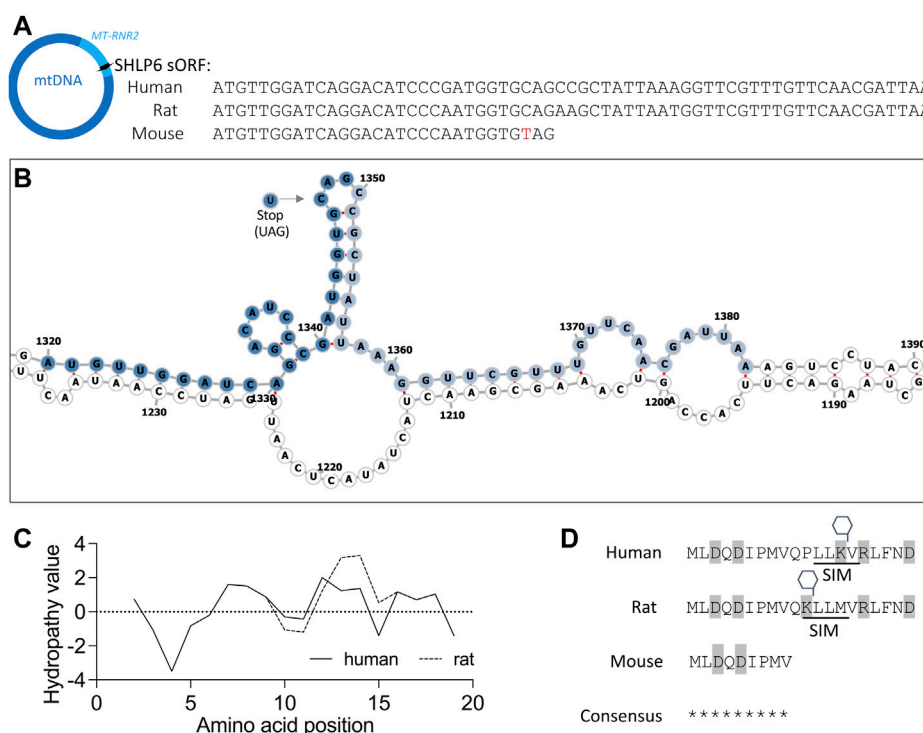 A
MT-RNR2
mtDNA
SHLP6 sORF:
Human ATGTTGGATCAGGACATCCCGATGGTGCAGCCGCTATTAAAGGTTCGTTTGTTCAACGATTAA
Rat ATGTTGGATCAGGACATCCCAATGGTGCAGAAGCTATTAATGGTTCGTTTGTTCAACGATTAA
Mouse ATGTTGGATCAGGACATCCCAATGGTGTAG
B
U
Stop
(UAG)
1350
1340
1320
1330
1360
1370
1380
1390
GAUGUUGGAUCAGGACAUCCCGAUGGUGCAGCCGCUAUUAAAGGUUCGUUUGUUCAACGAUUAAAGUCCUAC
1230
1220
1210
1200
1190
C
Hydropathy value
4
2
0
-2
-4
human
rat
0
5
10
15
20
Amino acid position
D
Human MLDQDIPMVQPLLKVRLFND
SIM
Rat MLDQDIPMVQKLLMVRLFND
SIM
Mouse MLDQDIPMV
Consensus *********